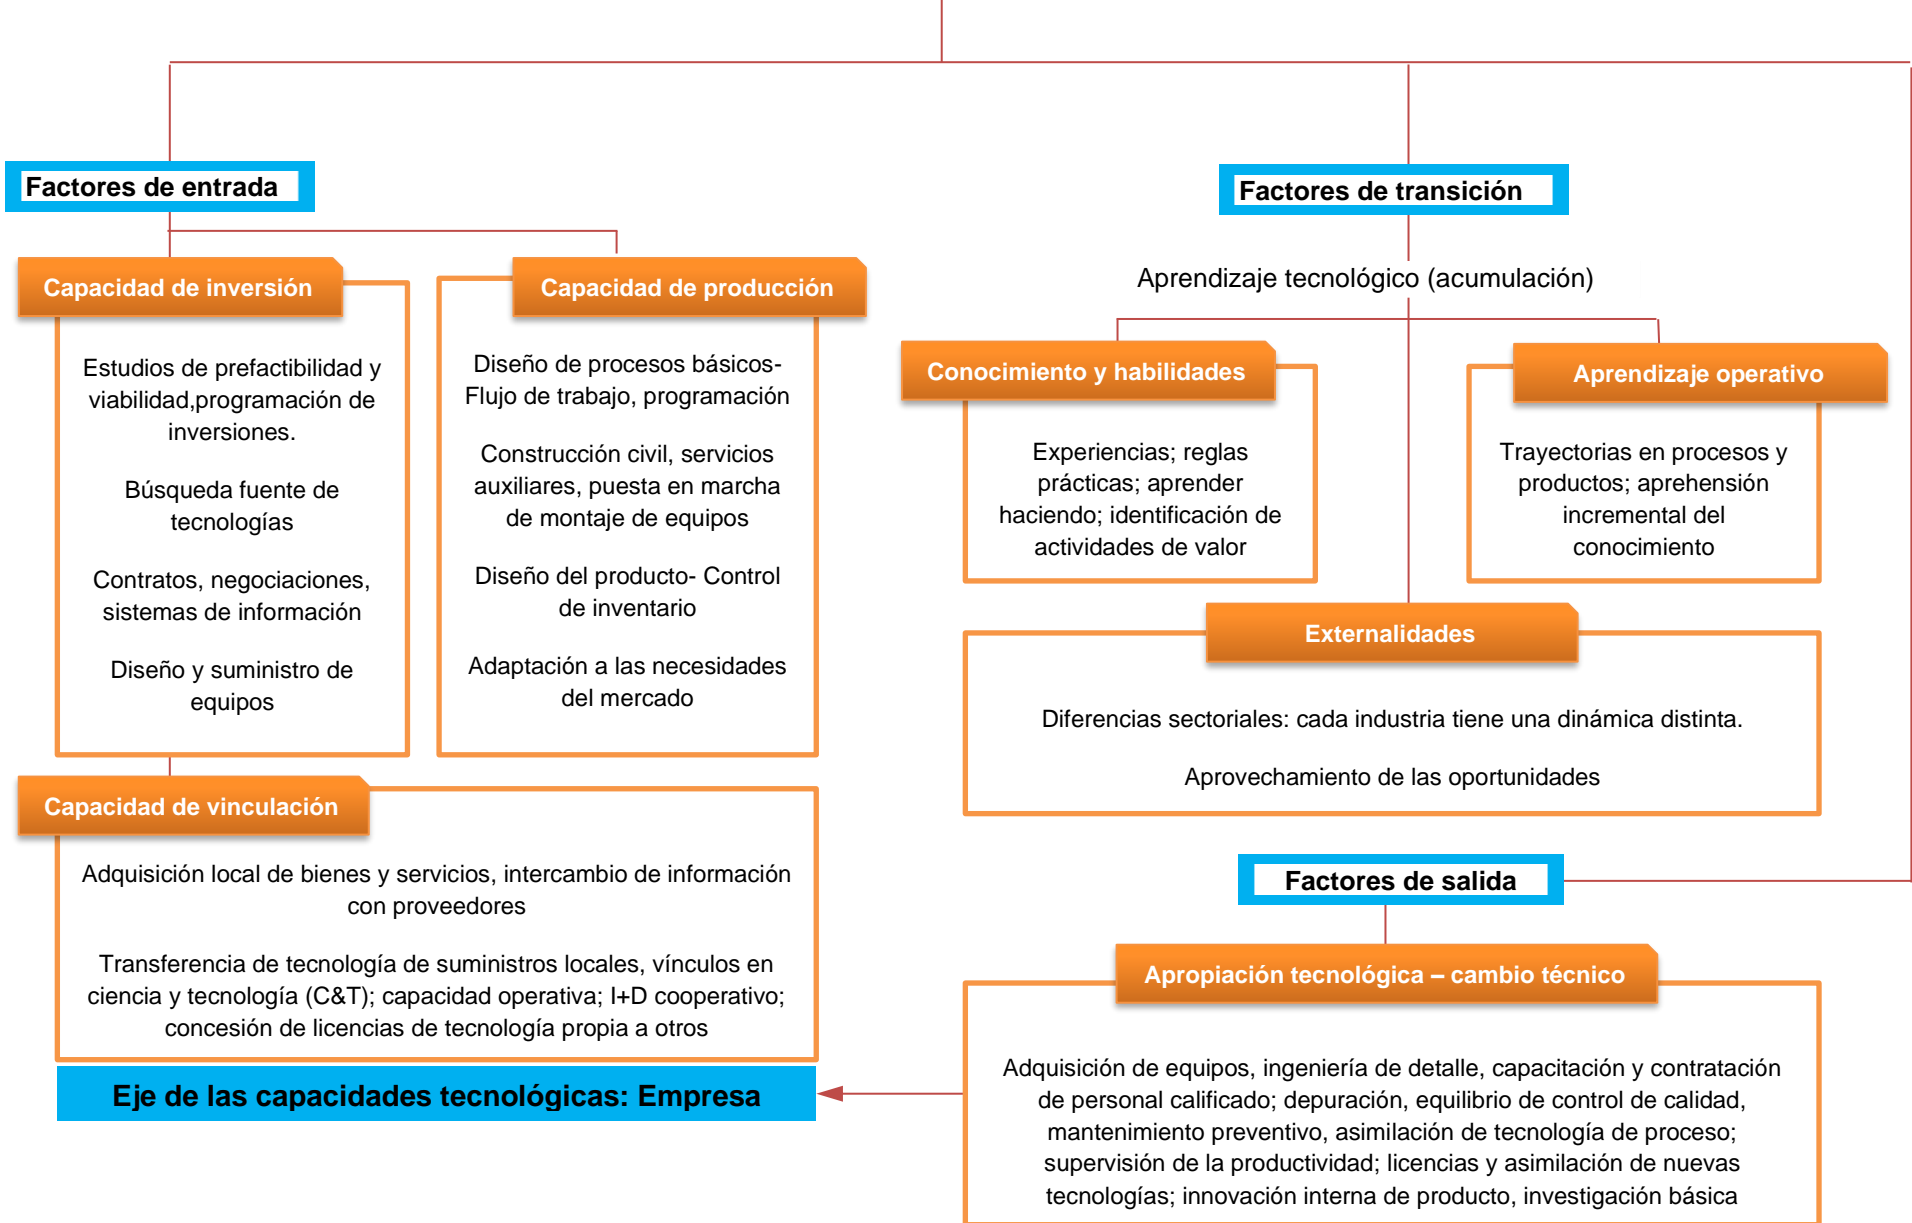 Factores de entrada
Capacidad de inversión
Estudios de prefactibilidad y
viabilidad,programación de
inversiones.
Búsqueda fuente de
tecnologías
Contratos, negociaciones,
sistemas de información
Diseño y suministro de
equipos
Capacidad de producción
Diseño de procesos básicos-
Flujo de trabajo, programación
Construcción civil, servicios
auxiliares, puesta en marcha
de montaje de equipos
Diseño del producto- Control
de inventario
Adaptación a las necesidades
del mercado
Capacidad de vinculación
Adquisición local de bienes y servicios, intercambio de información
con proveedores
Transferencia de tecnología de suministros locales, vínculos en
ciencia y tecnología (C&T); capacidad operativa; I+D cooperativo;
concesión de licencias de tecnología propia a otros
Eje de las capacidades tecnológicas: Empresa
Factores de transición
Aprendizaje tecnológico (acumulación)
Conocimiento y habilidades
Experiencias; reglas
prácticas; aprender
haciendo; identificación de
actividades de valor
Aprendizaje operativo
Trayectorias en procesos y
productos; aprehensión
incremental del
conocimiento
Externalidades
Diferencias sectoriales: cada industria tiene una dinámica distinta.
Aprovechamiento de las oportunidades
Factores de salida
Apropiación tecnológica – cambio técnico
Adquisición de equipos, ingeniería de detalle, capacitación y contratación
de personal calificado; depuración, equilibrio de control de calidad,
mantenimiento preventivo, asimilación de tecnología de proceso;
supervisión de la productividad; licencias y asimilación de nuevas
tecnologías; innovación interna de producto, investigación básica